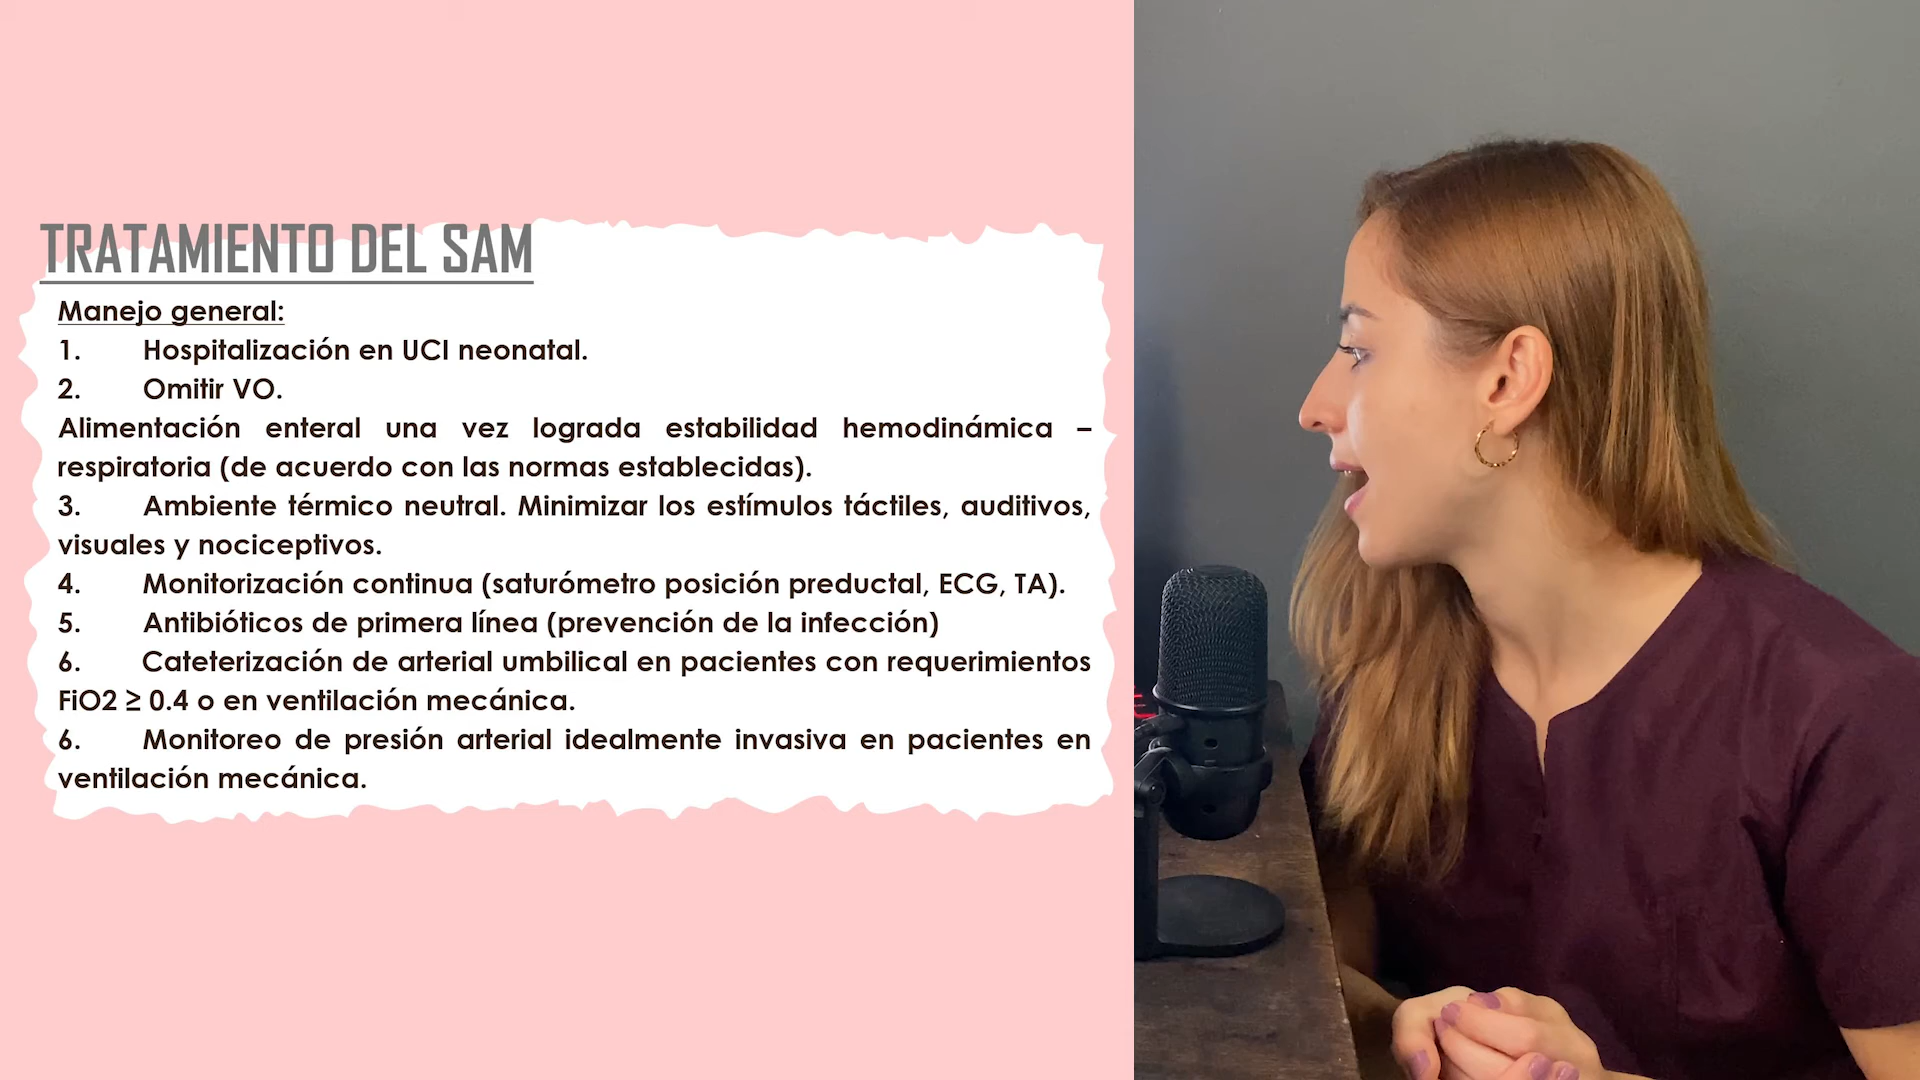 TRATAMIENTO DEL SAM
Manejo general:
1. Hospitalización en UCI neonatal.
2. Omitir VO.
Alimentación enteral una vez lograda estabilidad hemodinámica –
respiratoria (de acuerdo con las normas establecidas).
3. Ambiente térmico neutral. Minimizar los estímulos táctiles, auditivos,
visuales y nociceptivos.
4. Monitorización continua (saturómetro posición preductal, ECG, TA).
5. Antibióticos de primera línea (prevención de la infección)
6. Cateterización de arterial umbilical en pacientes con requerimientos
FiO2 ≥ 0.4 o en ventilación mecánica.
6. Monitoreo de presión arterial idealmente invasiva en pacientes en
ventilación mecánica.